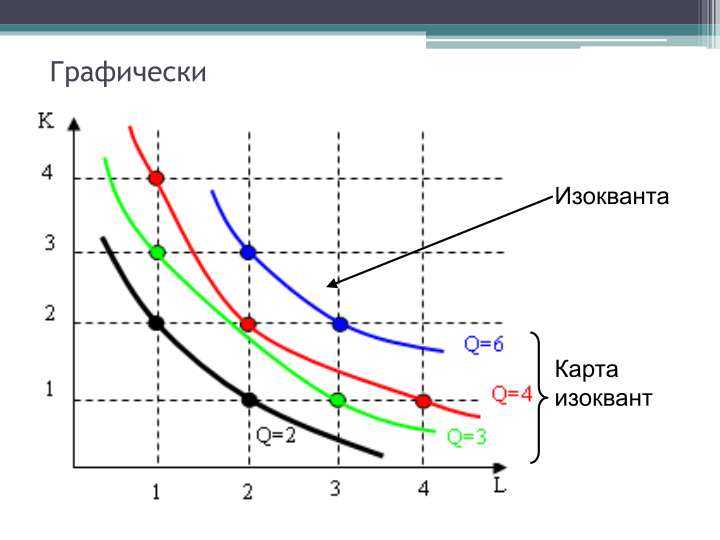 Графически
K
4
3
2
1
Изокванта
Q=6
Карта
изоквант
Q=4
Q=2
Q=3
1 2 3 4 L